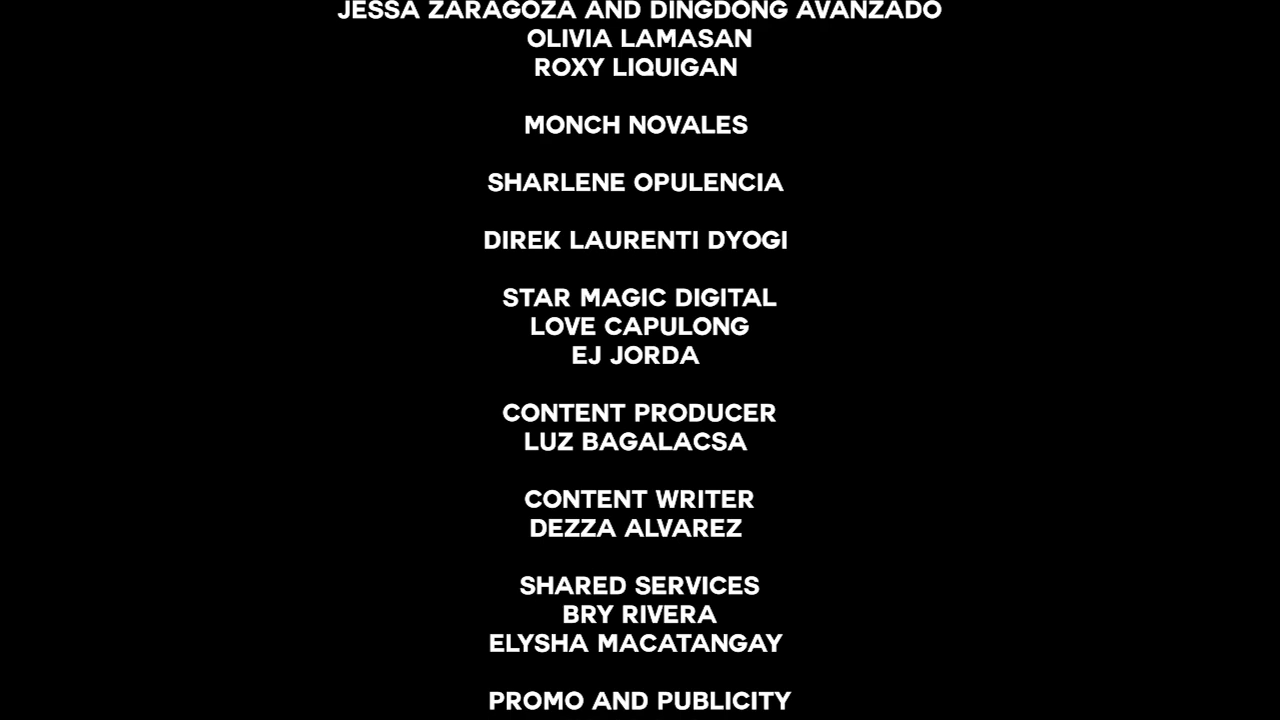 JESSA ZARAGOZA AND DINGDONG AVANZADO
OLIVIA LAMASAN
ROXY LIQUIGAN
MONCH NOVALES
SHARLENE OPULENCIA
DIREK LAURENTI DYOGI
STAR MAGIC DIGITAL
LOVE CAPULONG
EJ JORDA
CONTENT PRODUCER
LUZ BAGALACSA
CONTENT WRITER
DEZZA ALVAREZ
SHARED SERVICES
BRY RIVERA
ELYSHA MACATANGAY
PROMO AND PUBLICITY